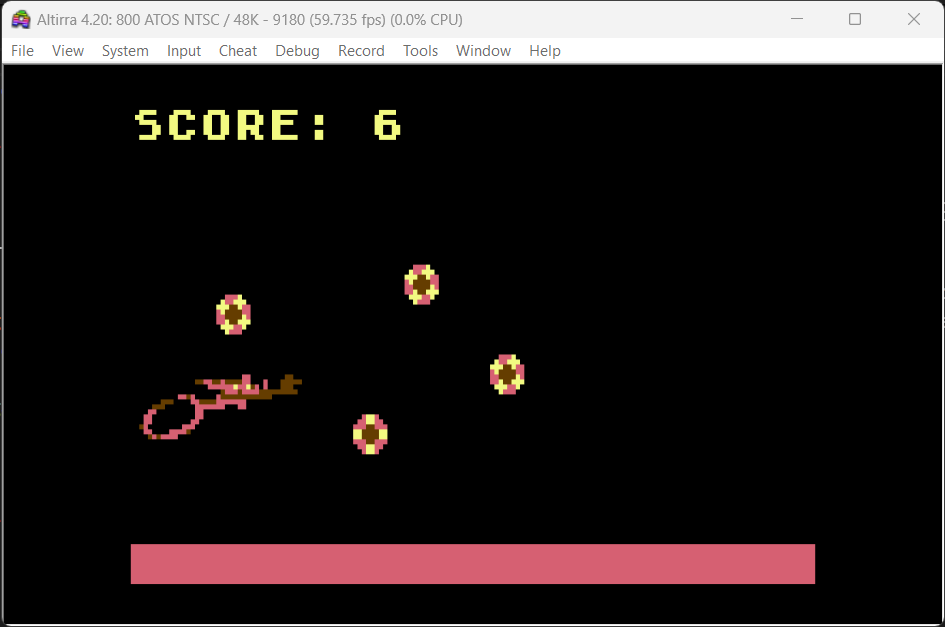 Altirra 4.20: 800 ATOS NTSC / 48K - 9180 (59.735 fps) (0.0% CPU)
File View System Input Cheat Debug Record Tools Window Help
SCORE: 6